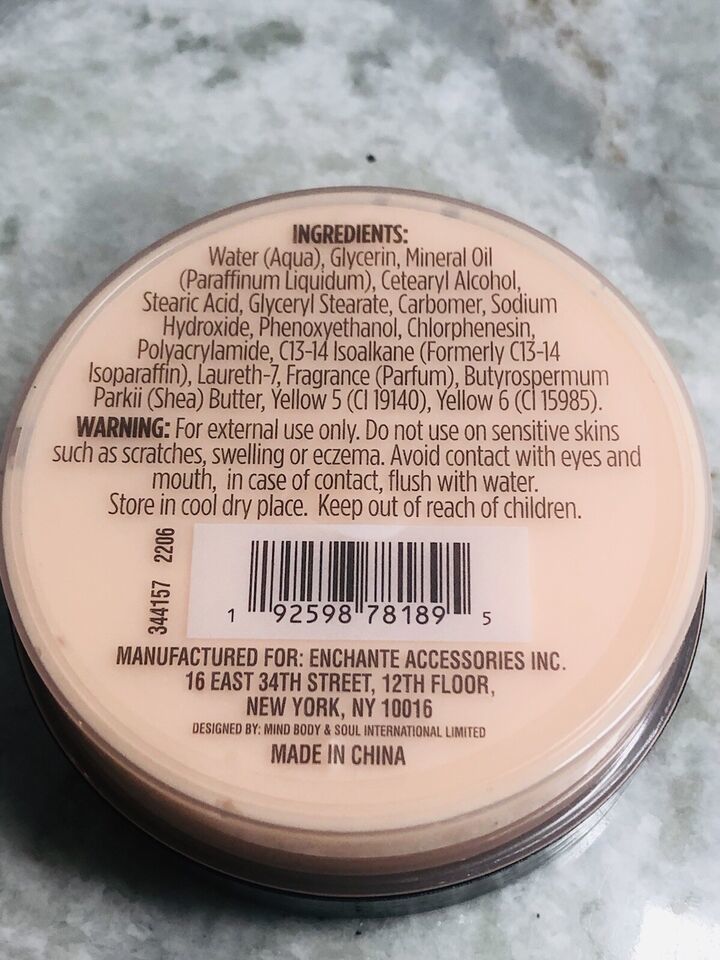 INGREDIENTS:
Water (Aqua), Glycerin, Mineral Oil
(Paraffinum Liquidum), Cetearyl Alcohol,
Stearic Acid, Glyceryl Stearate, Carbomer, Sodium
Hydroxide, Phenoxyethanol, Chlorphenesin,
Polyacrylamide, C13-14 Isoalkane (Formerly C13-14
Isoparaffin), Laureth-7, Fragrance (Parfum), Butyrospermum
Parkii (Shea) Butter, Yellow 5 (CI 19140), Yellow 6 (CI 15985).
WARNING: For external use only. Do not use on sensitive skins
such as scratches, swelling or eczema. Avoid contact with eyes and
mouth, in case of contact, flush with water.
Store in cool dry place. Keep out of reach of children.
344157 2206
1 92598 78189 5
MANUFACTURED FOR: ENCHANTE ACCESSORIES INC.
16 EAST 34TH STREET, 12TH FLOOR,
NEW YORK, NY 10016
DESIGNED BY: MIND BODY & SOUL INTERNATIONAL LIMITED
MADE IN CHINA